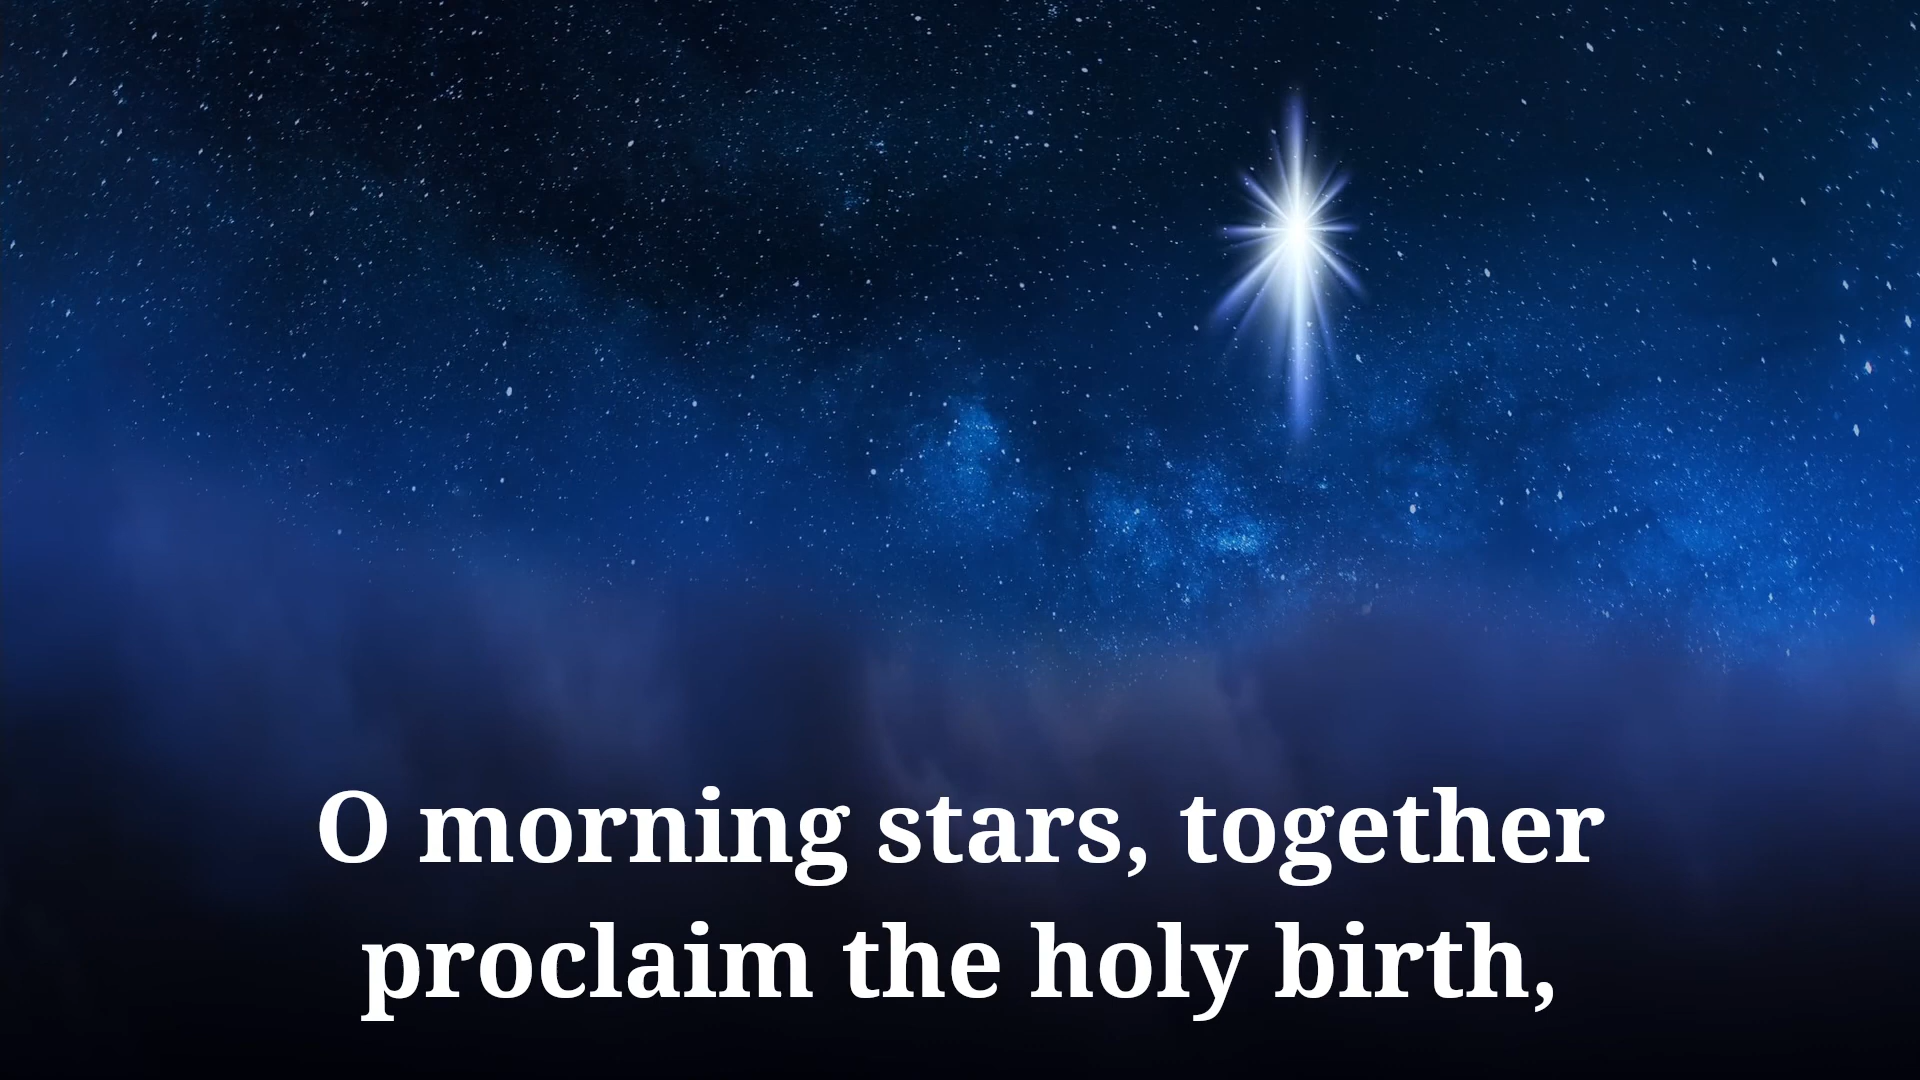 O morning stars, together
proclaim the holy birth,